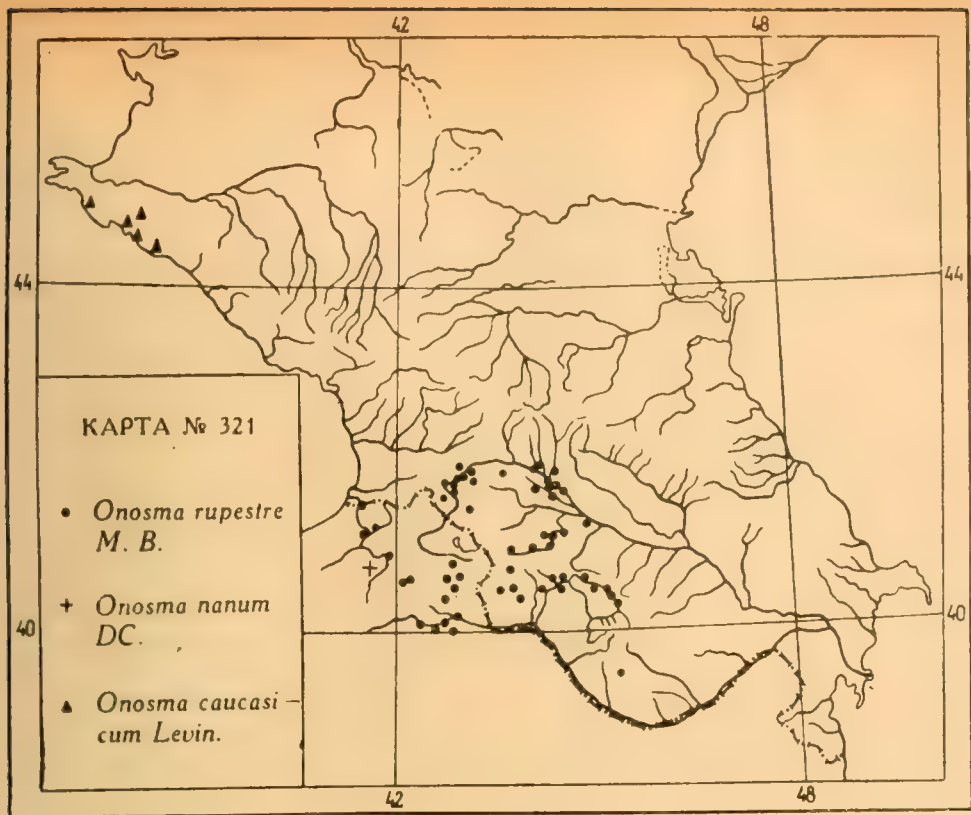 42
48
44
44
КАРТА № 321
Onosma rupestre
M. B.
Onosma nanum
DC.
Onosma caucasi-
cum Levin.
40
40
42
48